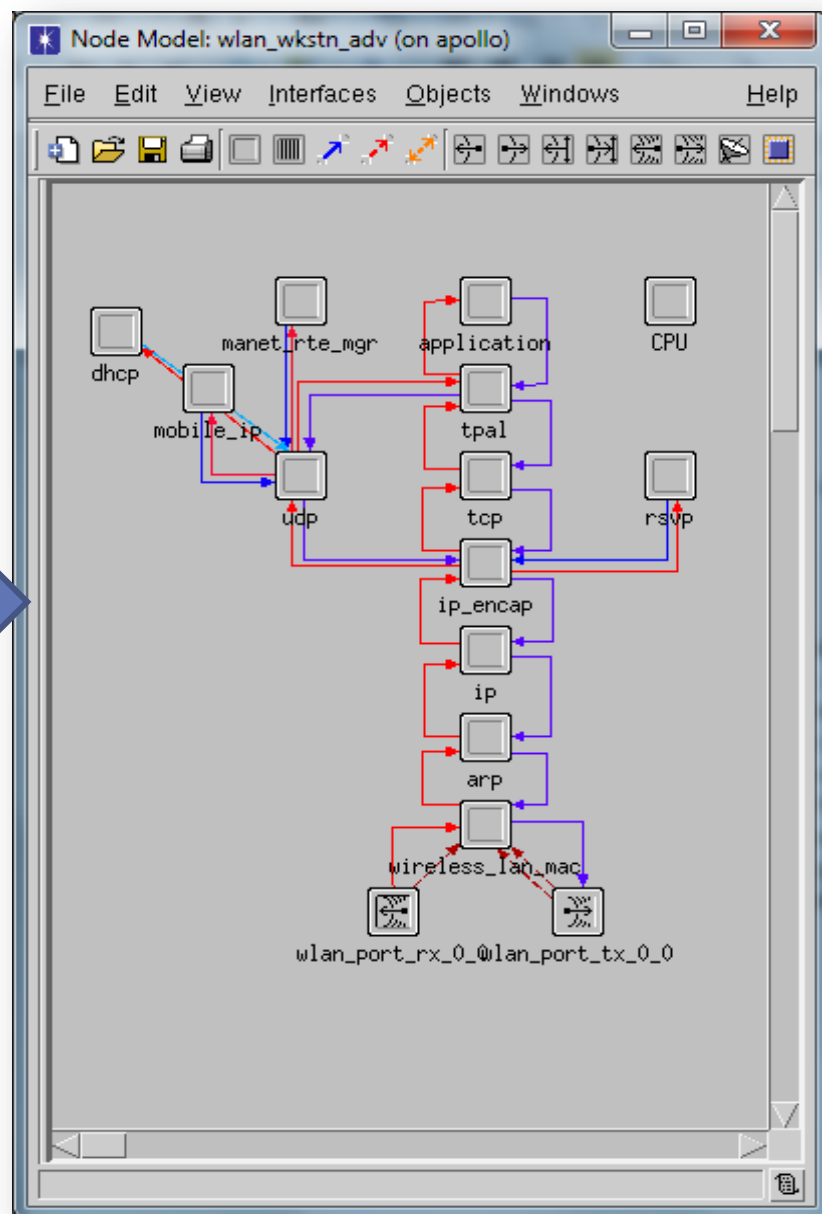 Node Model: wlan_wkstn_adv (on apollo)
File Edit View Interfaces Objects Windows Help
manet_rte_mgr application CPU
dhcp
mobile_ip tpal
udp tcp rsvp
ip_encap
ip
arp
wireless_lan_mac
wlan_port_rx_0_0 wlan_port_tx_0_0